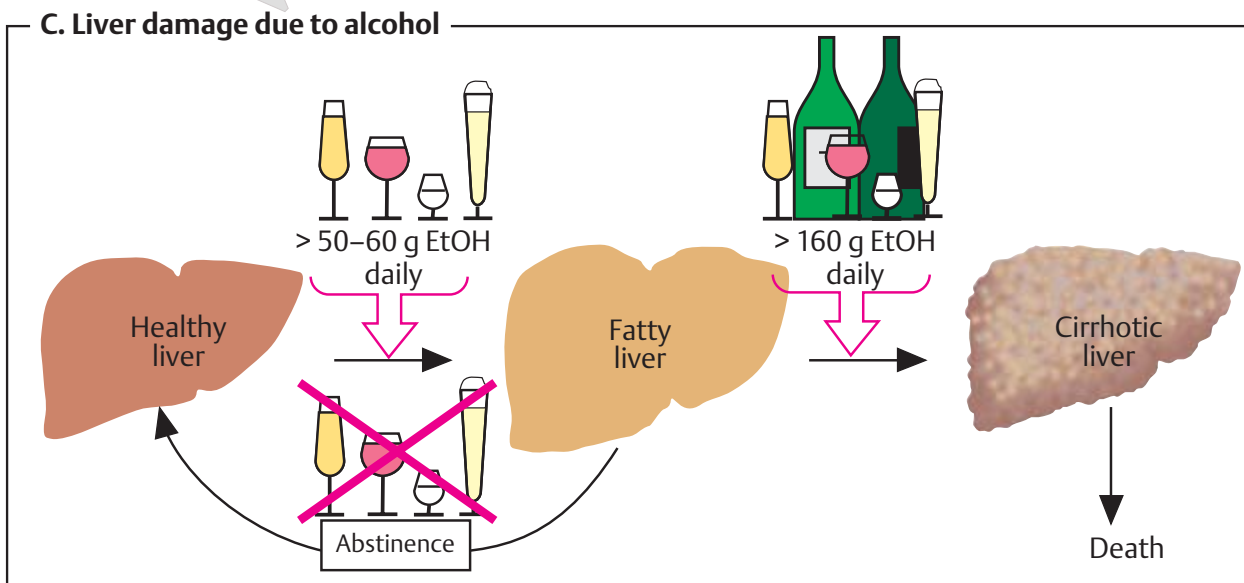 C. Liver damage due to alcohol
> 50–60 g EtOH
daily
> 160 g EtOH
daily
Healthy
liver
Fatty
liver
Cirrhotic
liver
Abstinence
Death